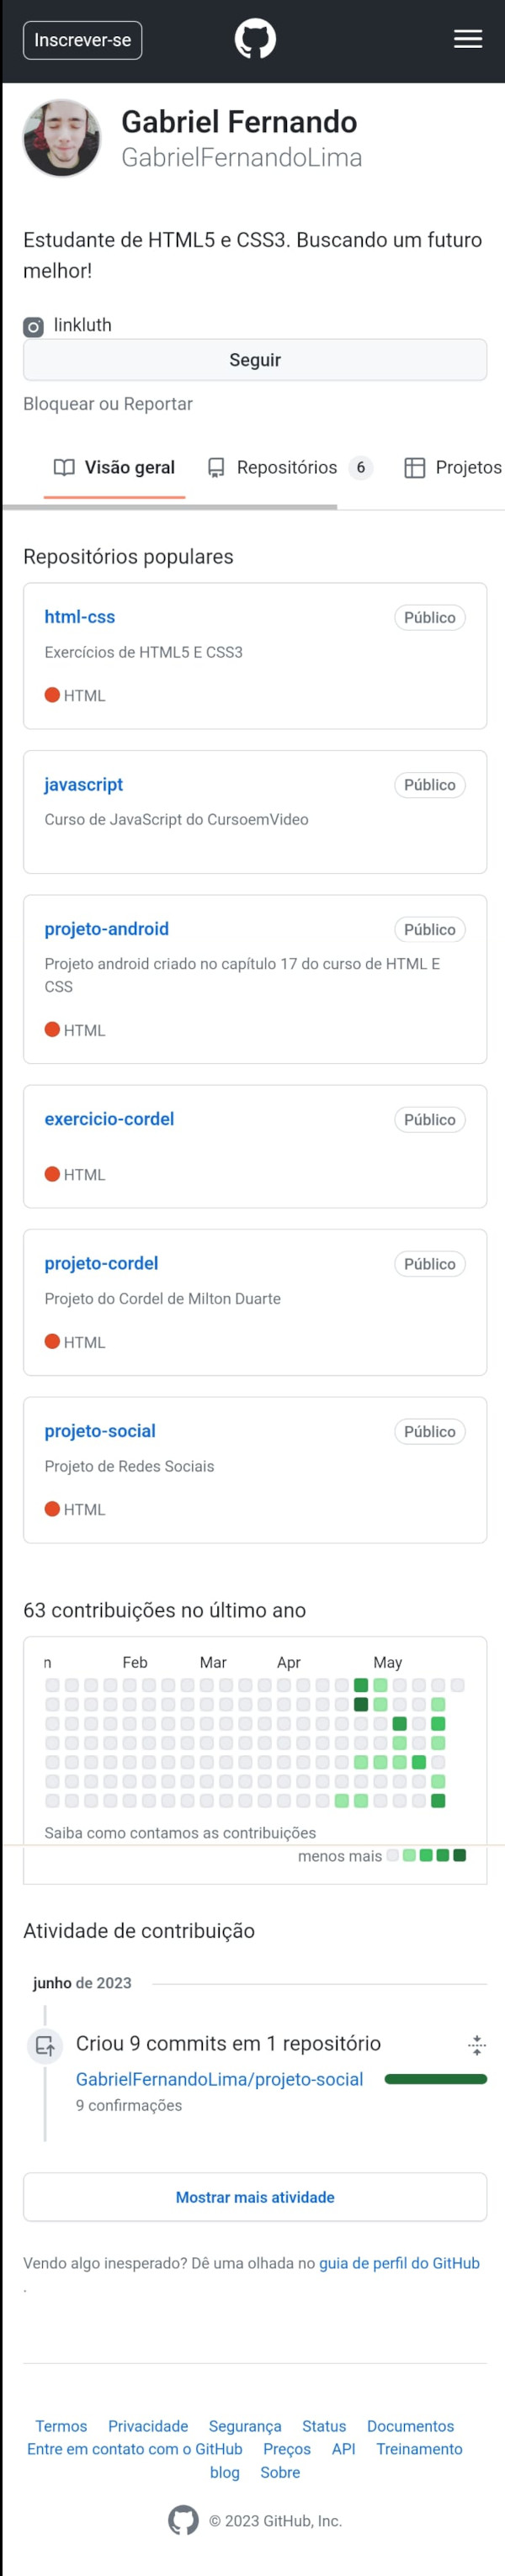 Inscrever-se
Gabriel Fernando
GabrielFernandoLima
Estudante de HTML5 e CSS3. Buscando um futuro
melhor!
linkluth
Seguir
Bloquear ou Reportar
Visão geral Repositórios 6 Projetos
Repositórios populares
html-css Público
Exercícios de HTML5 E CSS3
HTML
javascript Público
Curso de JavaScript do CursoemVideo
projeto-android Público
Projeto android criado no capítulo 17 do curso de HTML E
CSS
HTML
exercicio-cordel Público
HTML
projeto-cordel Público
Projeto do Cordel de Milton Duarte
HTML
projeto-social Público
Projeto de Redes Sociais
HTML
63 contribuições no último ano
n Feb Mar Apr May
Saiba como contamos as contribuições
menos mais
Atividade de contribuição
junho de 2023
Criou 9 commits em 1 repositório
GabrielFernandoLima/projeto-social
9 confirmações
Mostrar mais atividade
Vendo algo inesperado? Dê uma olhada no guia de perfil do GitHub
.
Termos Privacidade Segurança Status Documentos
Entre em contato com o GitHub Preços API Treinamento
blog Sobre
© 2023 GitHub, Inc.